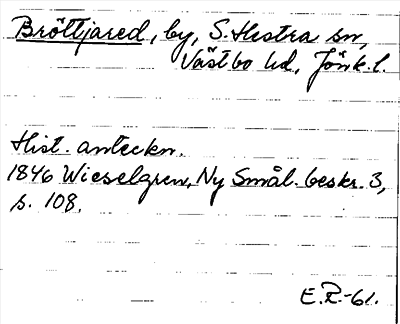 Bröttjared, by, S. Hestra sn,
Västbo hd, Jönk. l.
Hist. anteckn.
1846 Wieselgren, Ny Smål. beskr. 3,
s. 108.
E.R.-61.